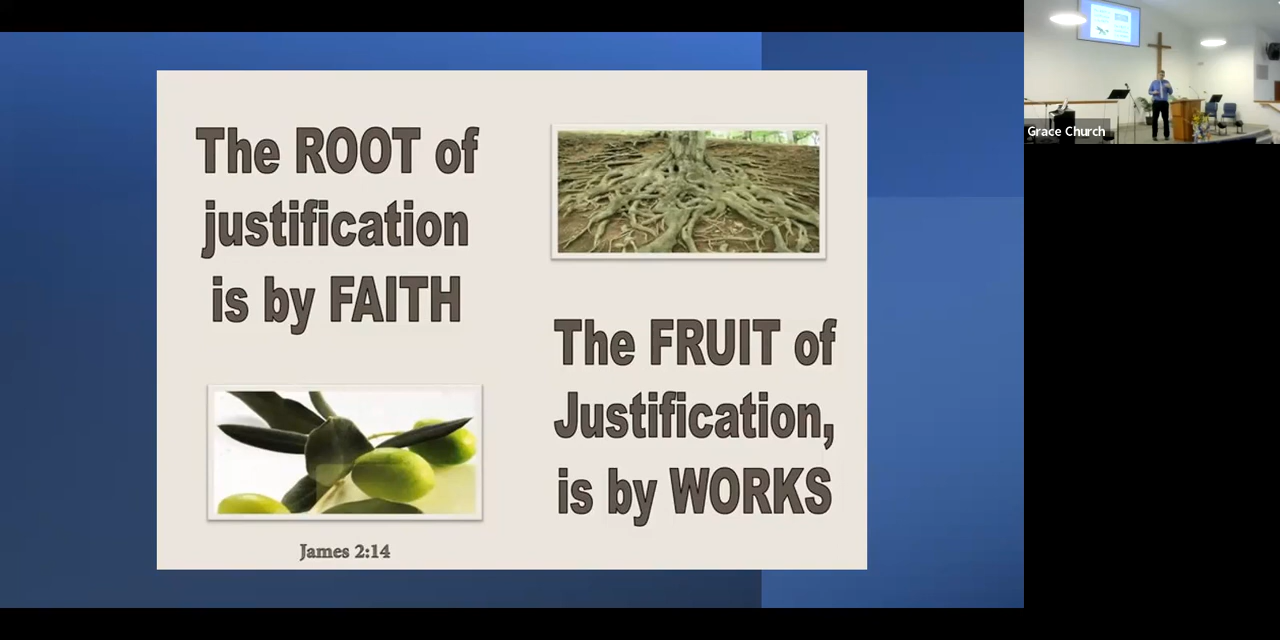 The ROOT of
justification
is by FAITH
The FRUIT of
Justification,
is by WORKS
James 2:14
Grace Church